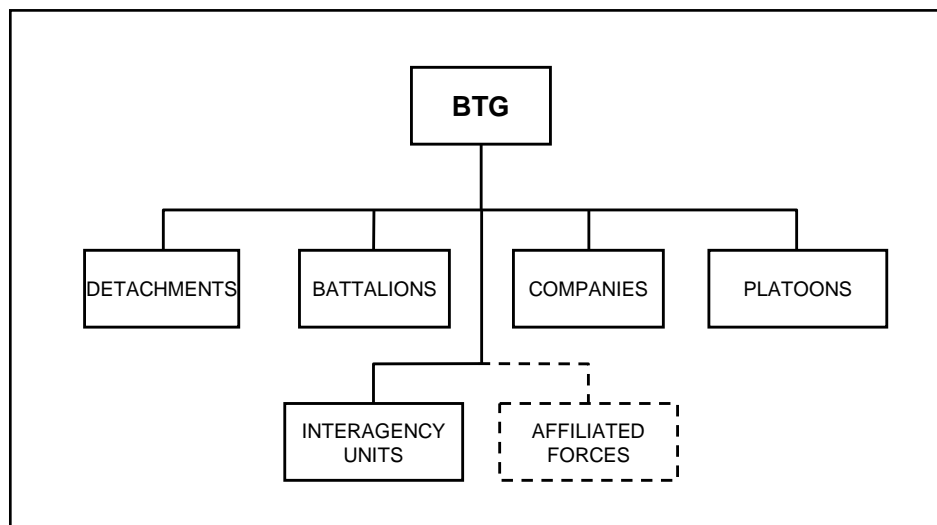 BTG
DETACHMENTS
BATTALIONS
COMPANIES
PLATOONS
INTERAGENCY
UNITS
AFFILIATED
FORCES